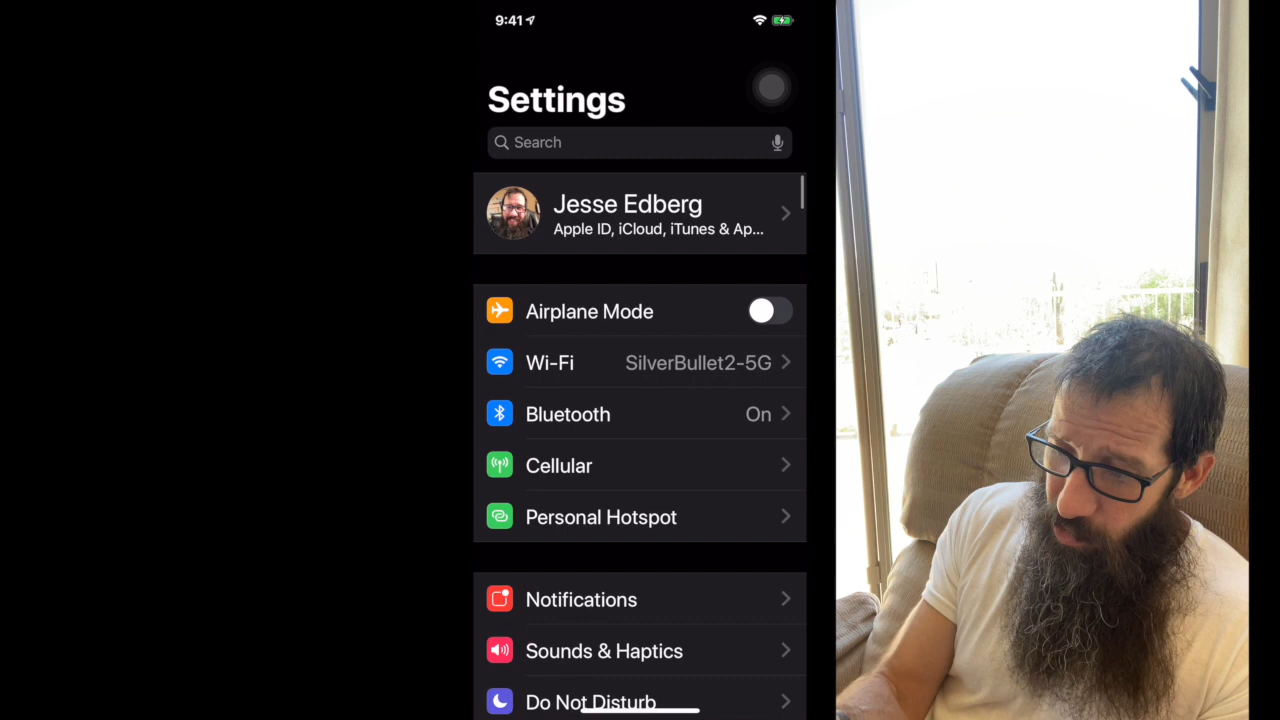 9:41
Settings
Search
Jesse Edberg
Apple ID, iCloud, iTunes & Ap...
Airplane Mode
Wi-Fi SilverBullet2-5G
Bluetooth On
Cellular
Personal Hotspot
Notifications
Sounds & Haptics
Do Not Disturb